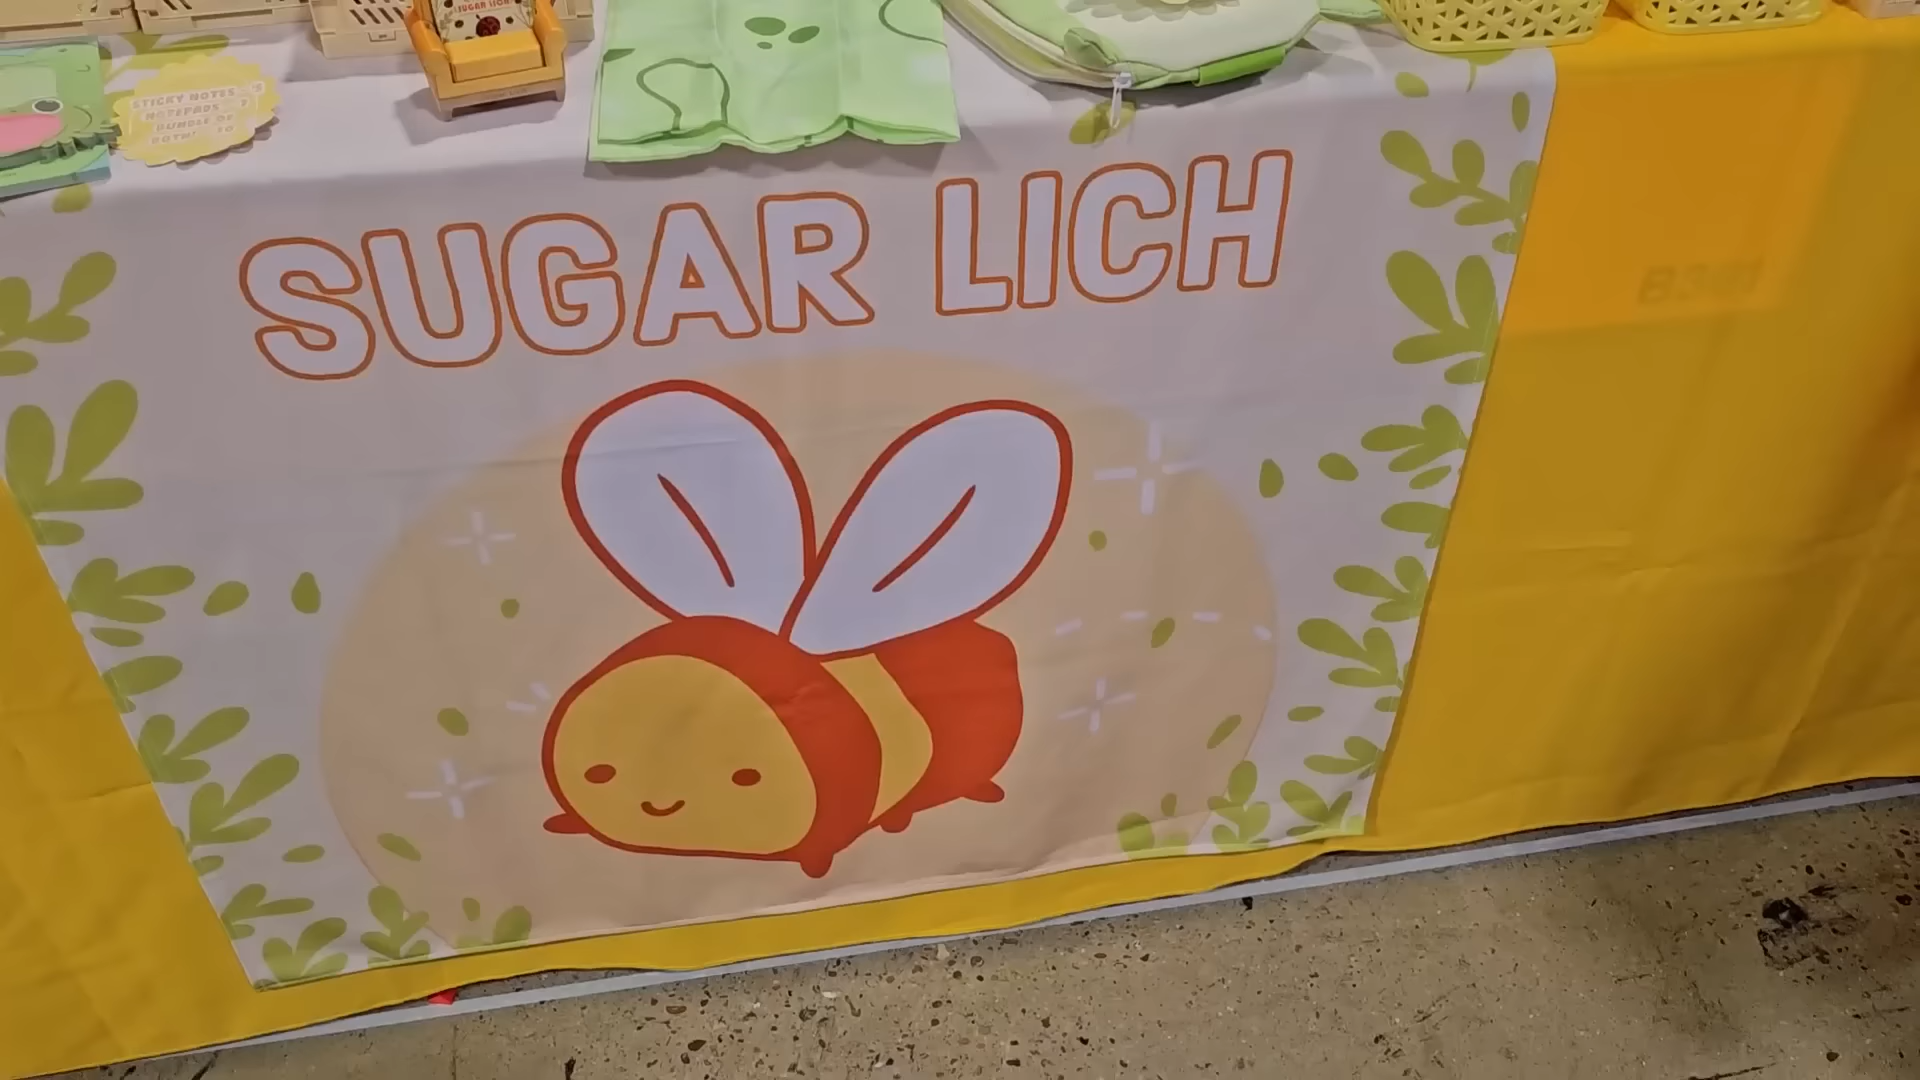 SUGAR LICH
STICKY NOTES
NOTEPADS
BUNDLE OF
BOTH!
SUGAR LICH